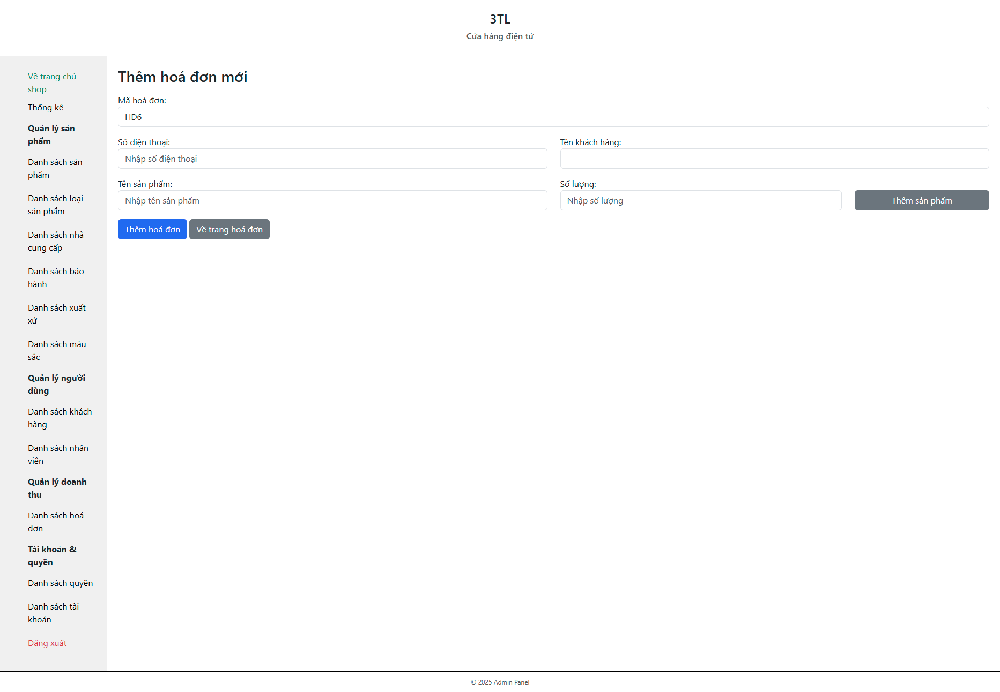 3TL
Cửa hàng điện tử
Về trang chủ
shop
Thống kê
Quản lý sản
phẩm
Danh sách sản
phẩm
Danh sách loại
sản phẩm
Danh sách nhà
cung cấp
Danh sách bảo
hành
Danh sách xuất
xứ
Danh sách màu
sắc
Quản lý người
dùng
Danh sách khách
hàng
Danh sách nhân
viên
Quản lý doanh
thu
Danh sách hoá
đơn
Tài khoản &
quyền
Danh sách quyền
Danh sách tài
khoản
Đăng xuất
Thêm hoá đơn mới
Mã hoá đơn:
HD6
Số điện thoại:
Nhập số điện thoại
Tên khách hàng:
Tên sản phẩm:
Nhập tên sản phẩm
Số lượng:
Nhập số lượng
Thêm sản phẩm
Thêm hoá đơn
Về trang hoá đơn
© 2025 Admin Panel